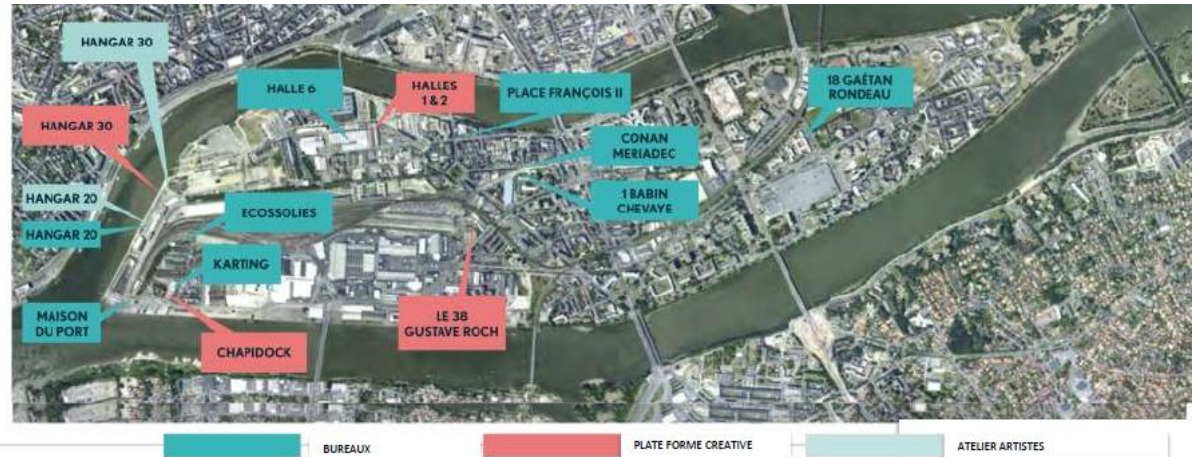 HANGAR 30
HALLE 6
HALLES
1 & 2
PLACE FRANÇOIS II
18 GAËTAN
RONDEAU
HANGAR 30
CONAN
MERIADEC
HANGAR 20
1 BABIN
CHEVAYE
ECOSSOLIES
HANGAR 20
KARTING
MAISON
DU PORT
LE 38
GUSTAVE ROCH
CHAPIDOCK
BUREAUX
PLATE FORME CREATIVE
ATELIER ARTISTES